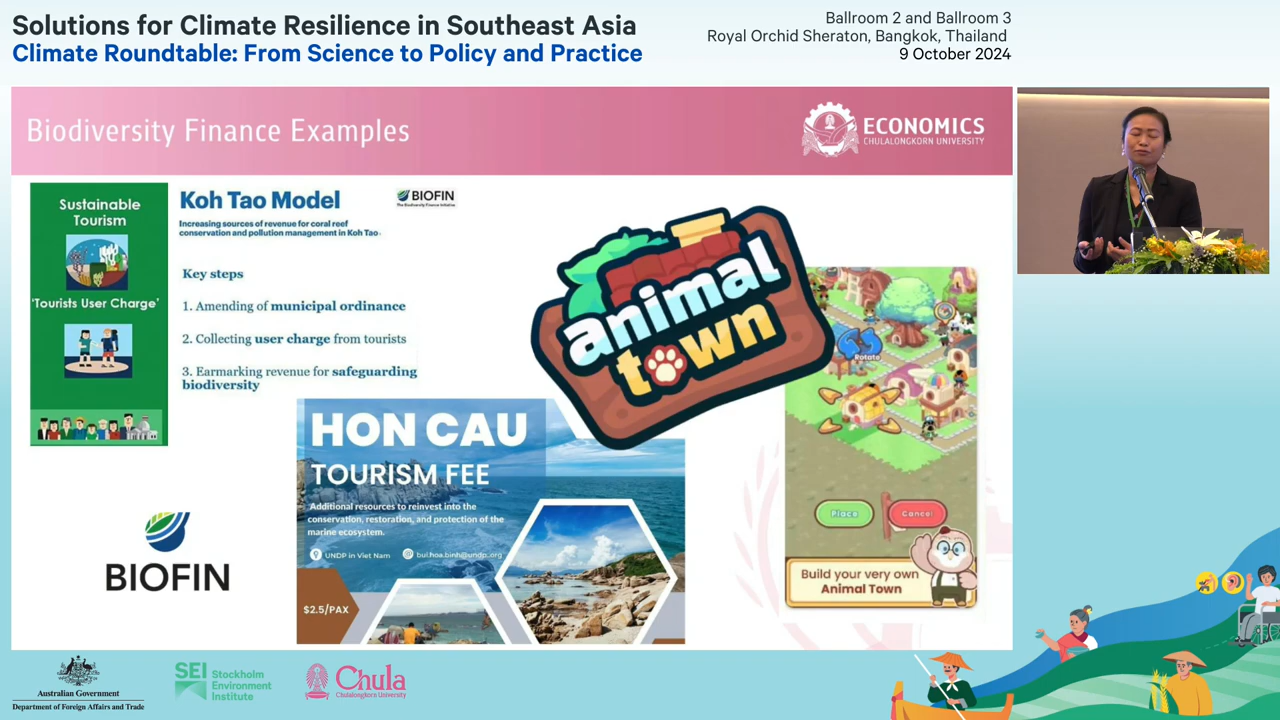 Solutions for Climate Resilience in Southeast Asia
Climate Roundtable: From Science to Policy and Practice
Ballroom 2 and Ballroom 3
Royal Orchid Sheraton, Bangkok, Thailand
9 October 2024
Biodiversity Finance Examples
ECONOMICS
CHULALONGKORN UNIVERSITY
Sustainable
Tourism
'Tourists User Charge'
Koh Tao Model
BIOFIN
The Biodiversity Finance Initiative
Increasing sources of revenue for coral reef
conservation and pollution management in Koh Tao.
Key steps
1. Amending of municipal ordinance
2. Collecting user charge from tourists
3. Earmarking revenue for safeguarding
biodiversity
animal
town
Rotate
Place
Cancel
Build your very own
Animal Town
HON CAU
TOURISM FEE
Additional resources to reinvest into the
conservation, restoration, and protection of the
marine ecosystem.
UNDP in Viet Nam
bui.hoa.binh@undp.org
$2.5/PAX
BIOFIN
Australian Government
Department of Foreign Affairs and Trade
SEI Stockholm
Environment
Institute
Chula
Chulalongkorn University